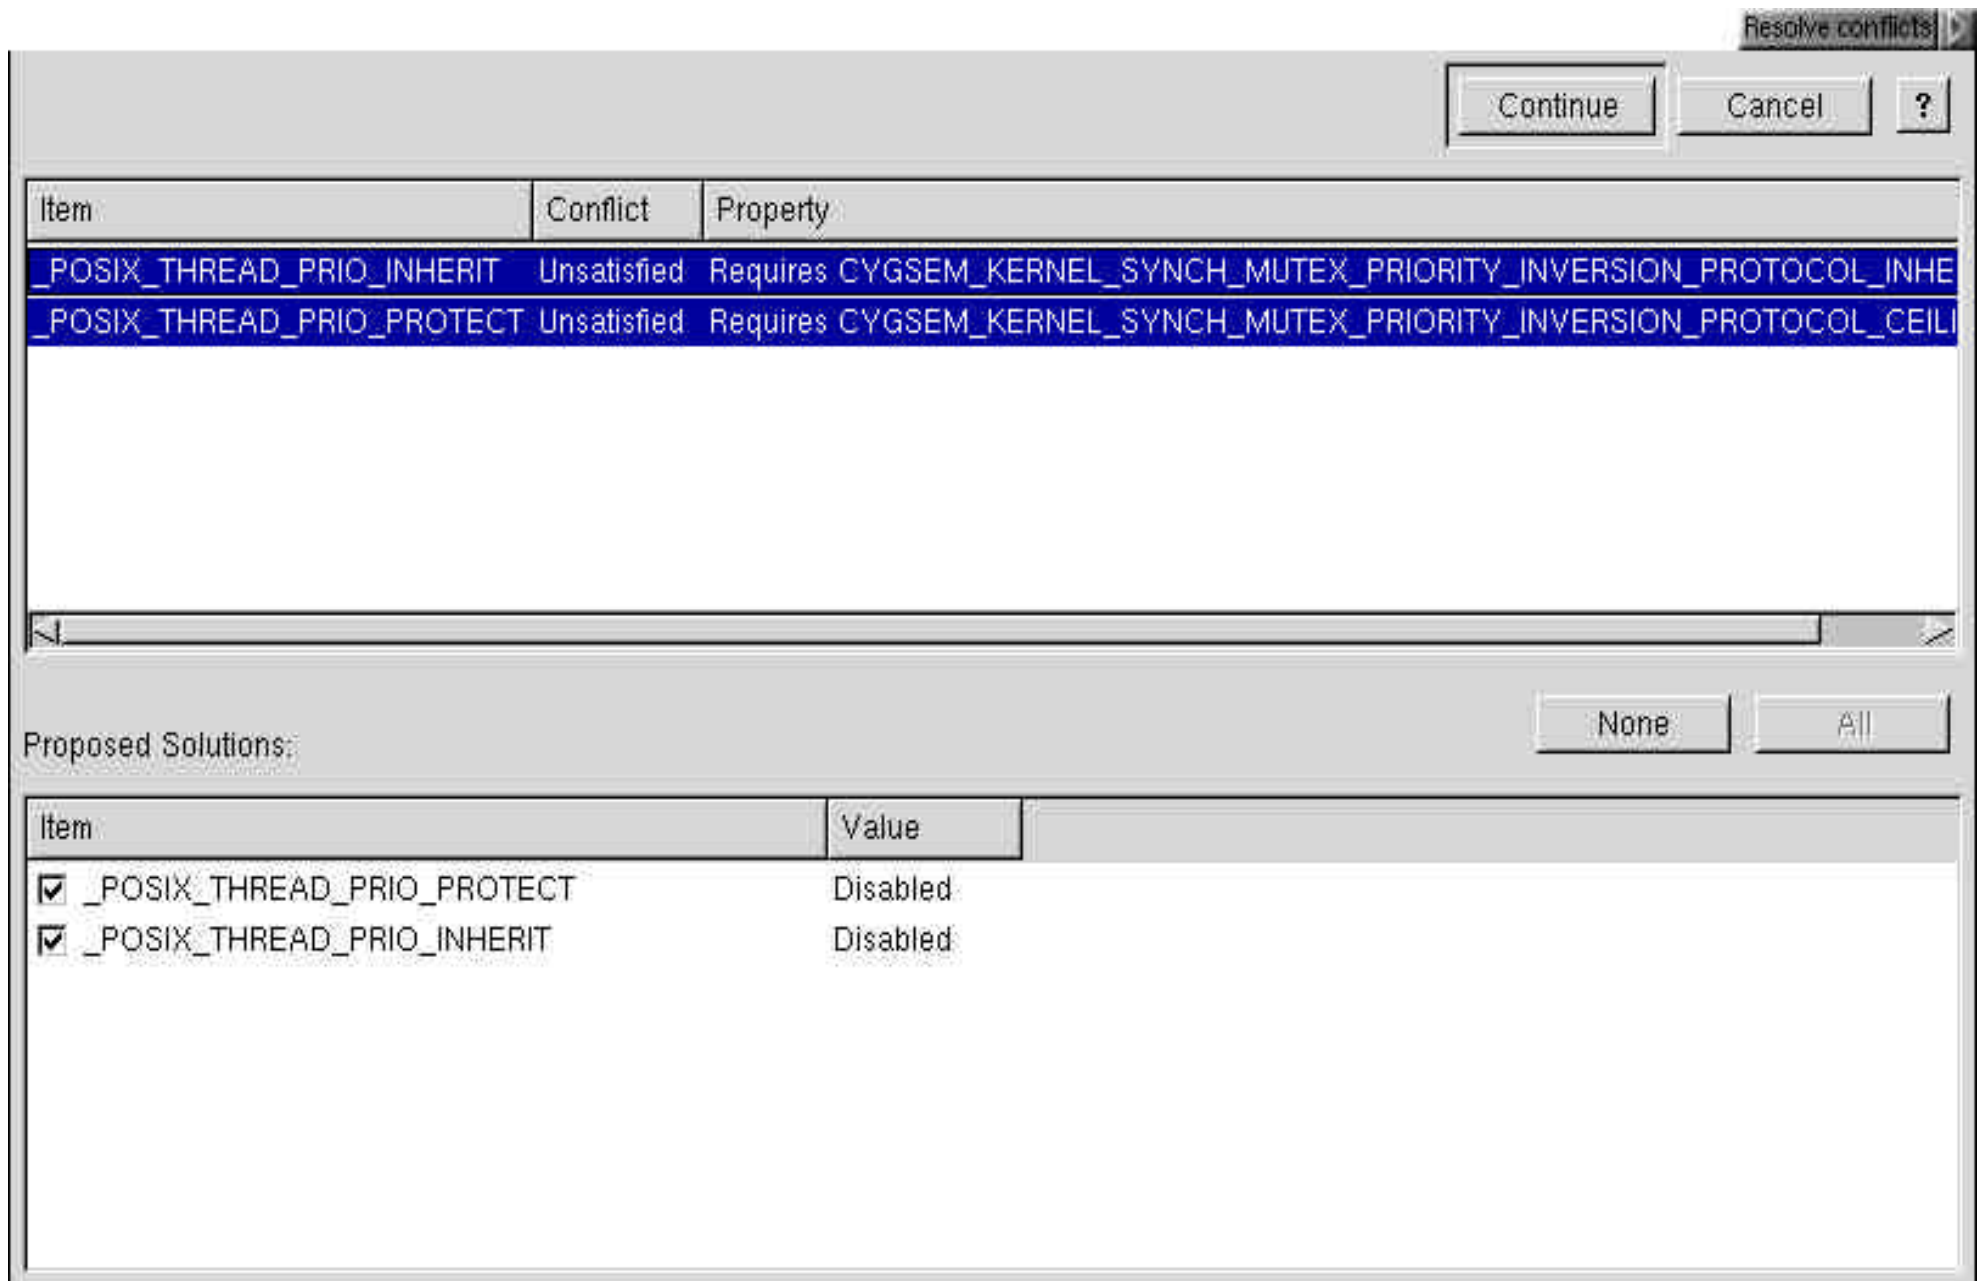 Resolve conflicts
Continue Cancel ?
Item Conflict Property
_POSIX_THREAD_PRIO_INHERIT Unsatisfied Requires CYGSEM_KERNEL_SYNCH_MUTEX_PRIORITY_INVERSION_PROTOCOL_INHE
_POSIX_THREAD_PRIO_PROTECT Unsatisfied Requires CYGSEM_KERNEL_SYNCH_MUTEX_PRIORITY_INVERSION_PROTOCOL_CEILI
None All
Proposed Solutions:
Item Value
_POSIX_THREAD_PRIO_PROTECT Disabled
_POSIX_THREAD_PRIO_INHERIT Disabled